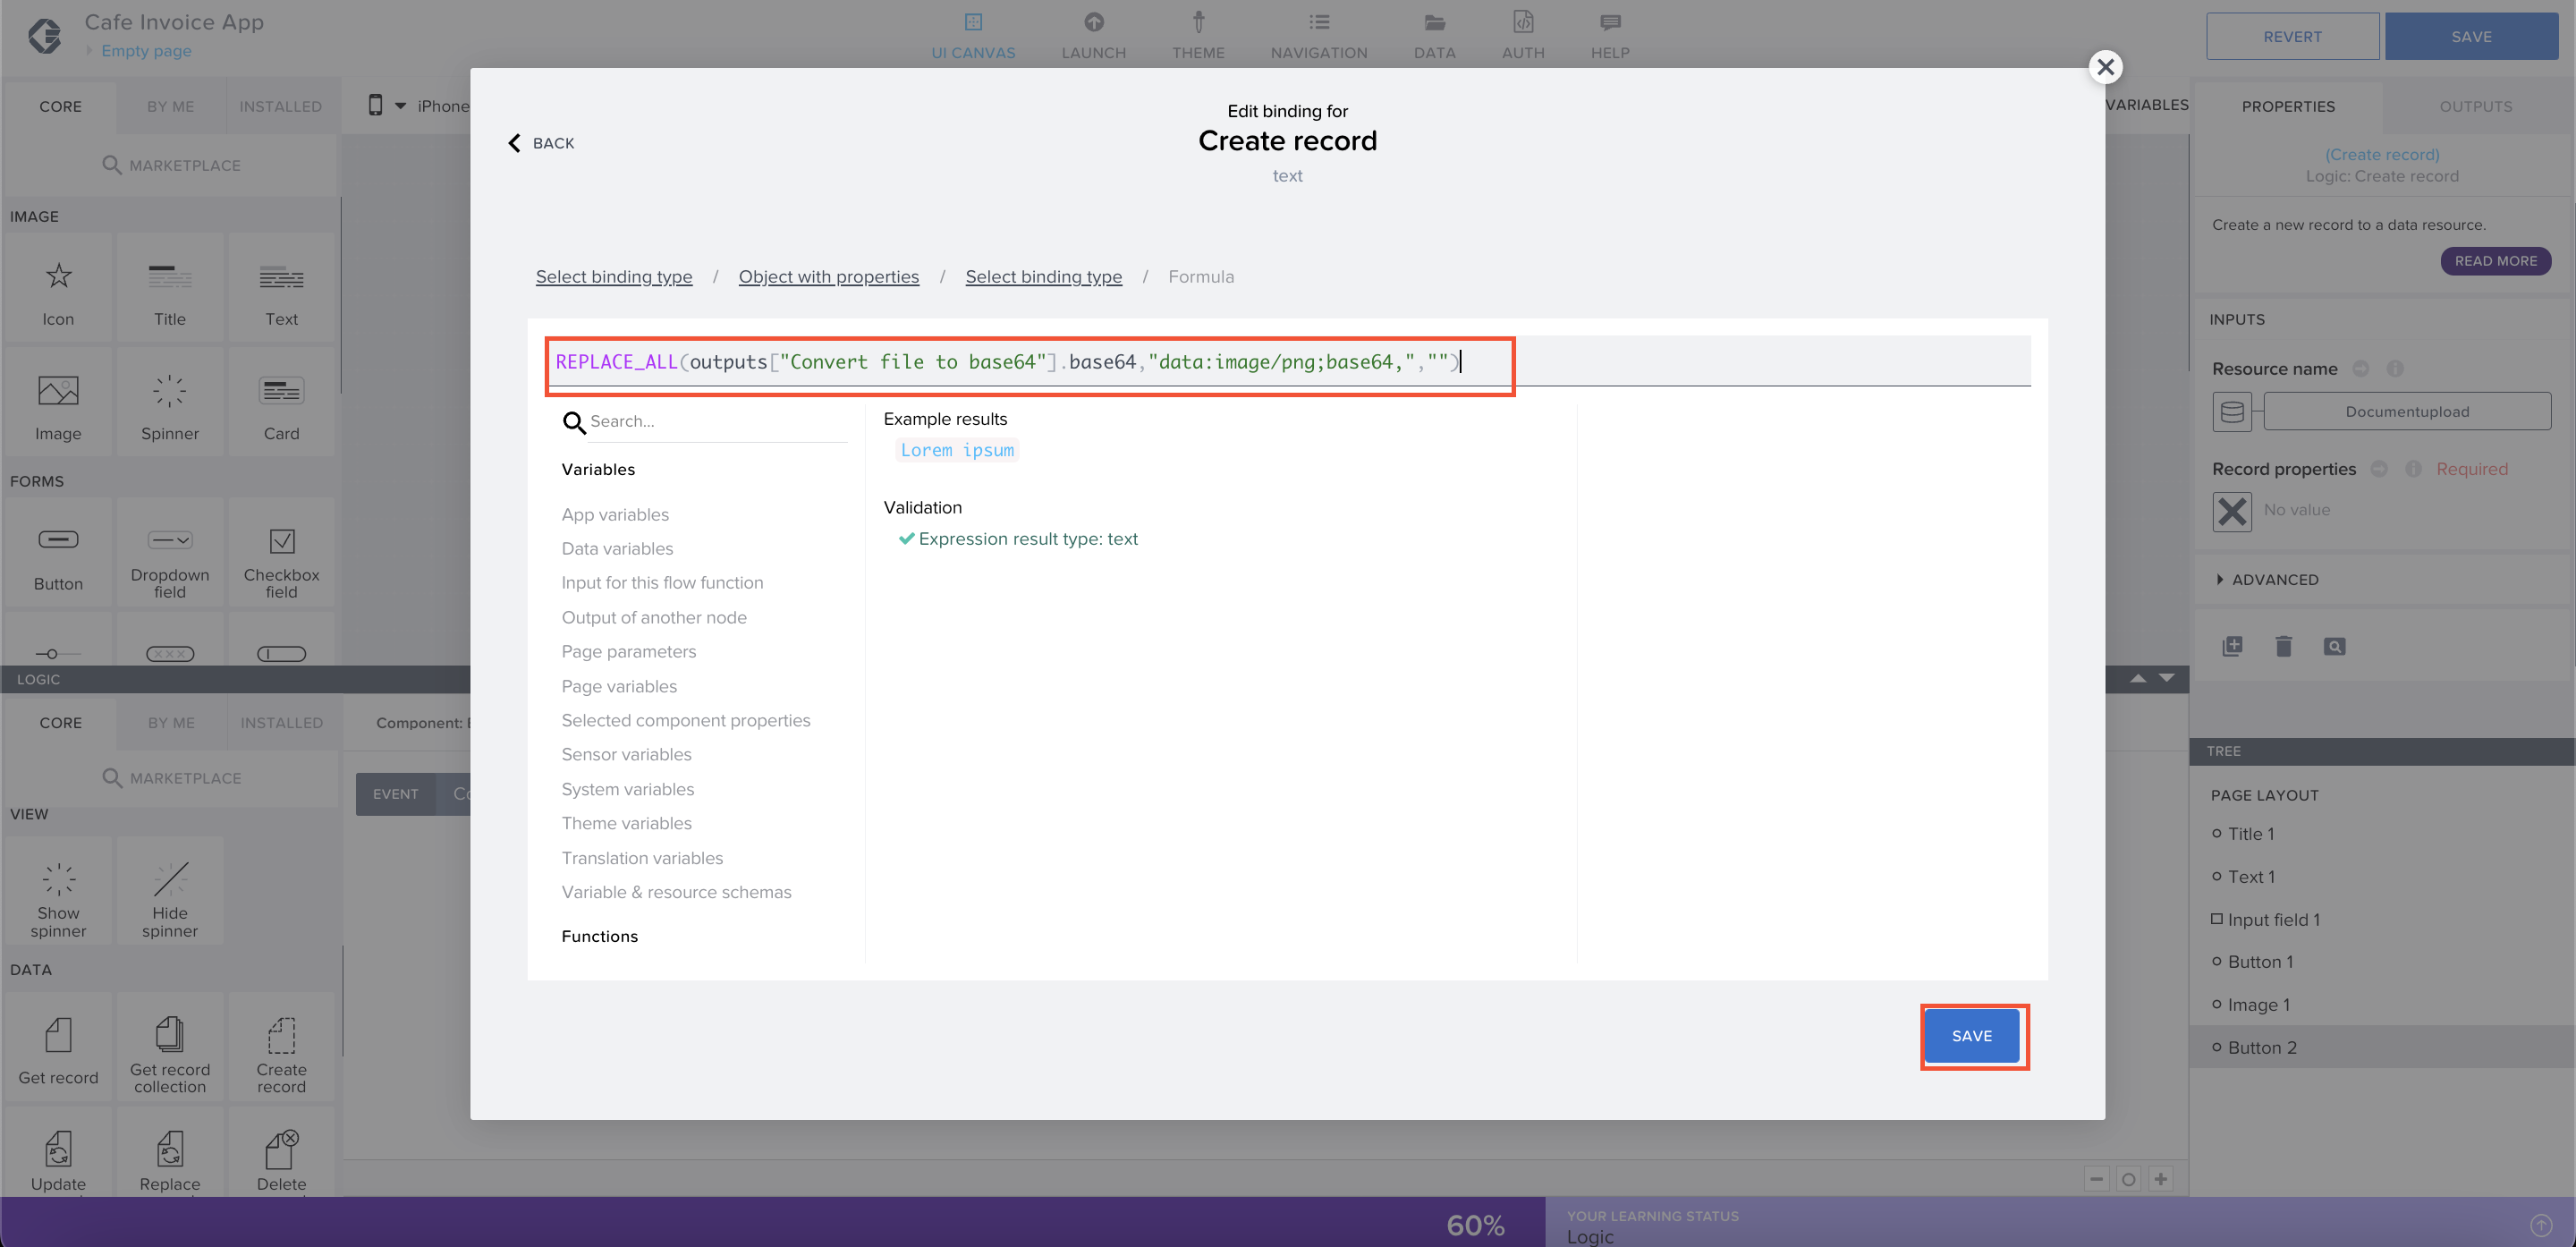 Cafe Invoice App
Empty page
UI CANVAS
LAUNCH
THEME
NAVIGATION
DATA
AUTH
HELP
REVERT
SAVE
CORE
BY ME
INSTALLED
iPhone
VARIABLES
PROPERTIES
OUTPUTS
MARKETPLACE
IMAGE
Icon
Title
Text
Image
Spinner
Card
FORMS
Button
Dropdown
field
Checkbox
field
LOGIC
CORE
BY ME
INSTALLED
Component:
MARKETPLACE
VIEW
EVENT
Show
spinner
Hide
spinner
DATA
Get record
Get record
collection
Create
record
Update
Replace
Delete
BACK
Edit binding for
Create record
text
Select binding type / Object with properties / Select binding type / Formula
REPLACE_ALL(outputs["Convert file to base64"].base64,"data:image/png;base64,","")
Search...
Variables
App variables
Data variables
Input for this flow function
Output of another node
Page parameters
Page variables
Selected component properties
Sensor variables
System variables
Theme variables
Translation variables
Variable & resource schemas
Functions
Example results
Lorem ipsum
Validation
Expression result type: text
SAVE
(Create record)
Logic: Create record
Create a new record to a data resource.
READ MORE
INPUTS
Resource name
Documentupload
Record properties
Required
No value
ADVANCED
TREE
PAGE LAYOUT
Title 1
Text 1
Input field 1
Button 1
Image 1
Button 2
60%
YOUR LEARNING STATUS
Logic